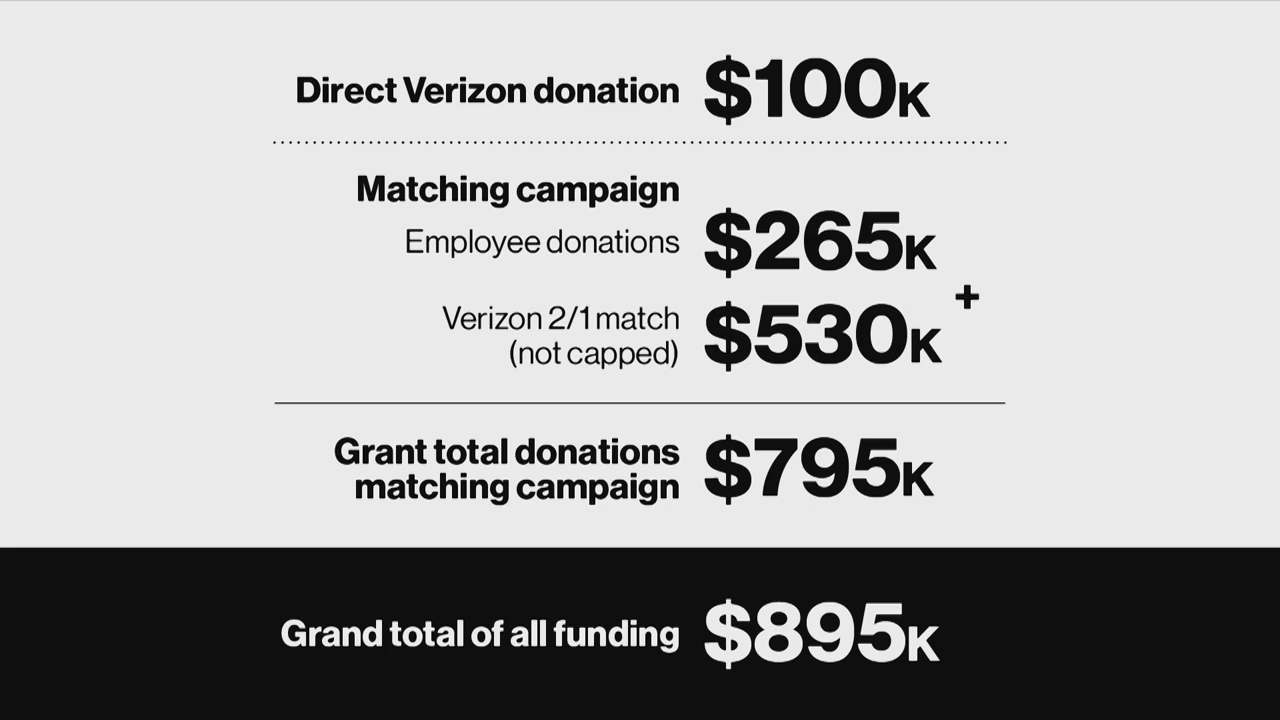 Direct Verizon donation $100K
Matching campaign
Employee donations $265K
+
Verizon 2/1 match
(not capped) $530K
Grant total donations
matching campaign $795K
Grand total of all funding $895K